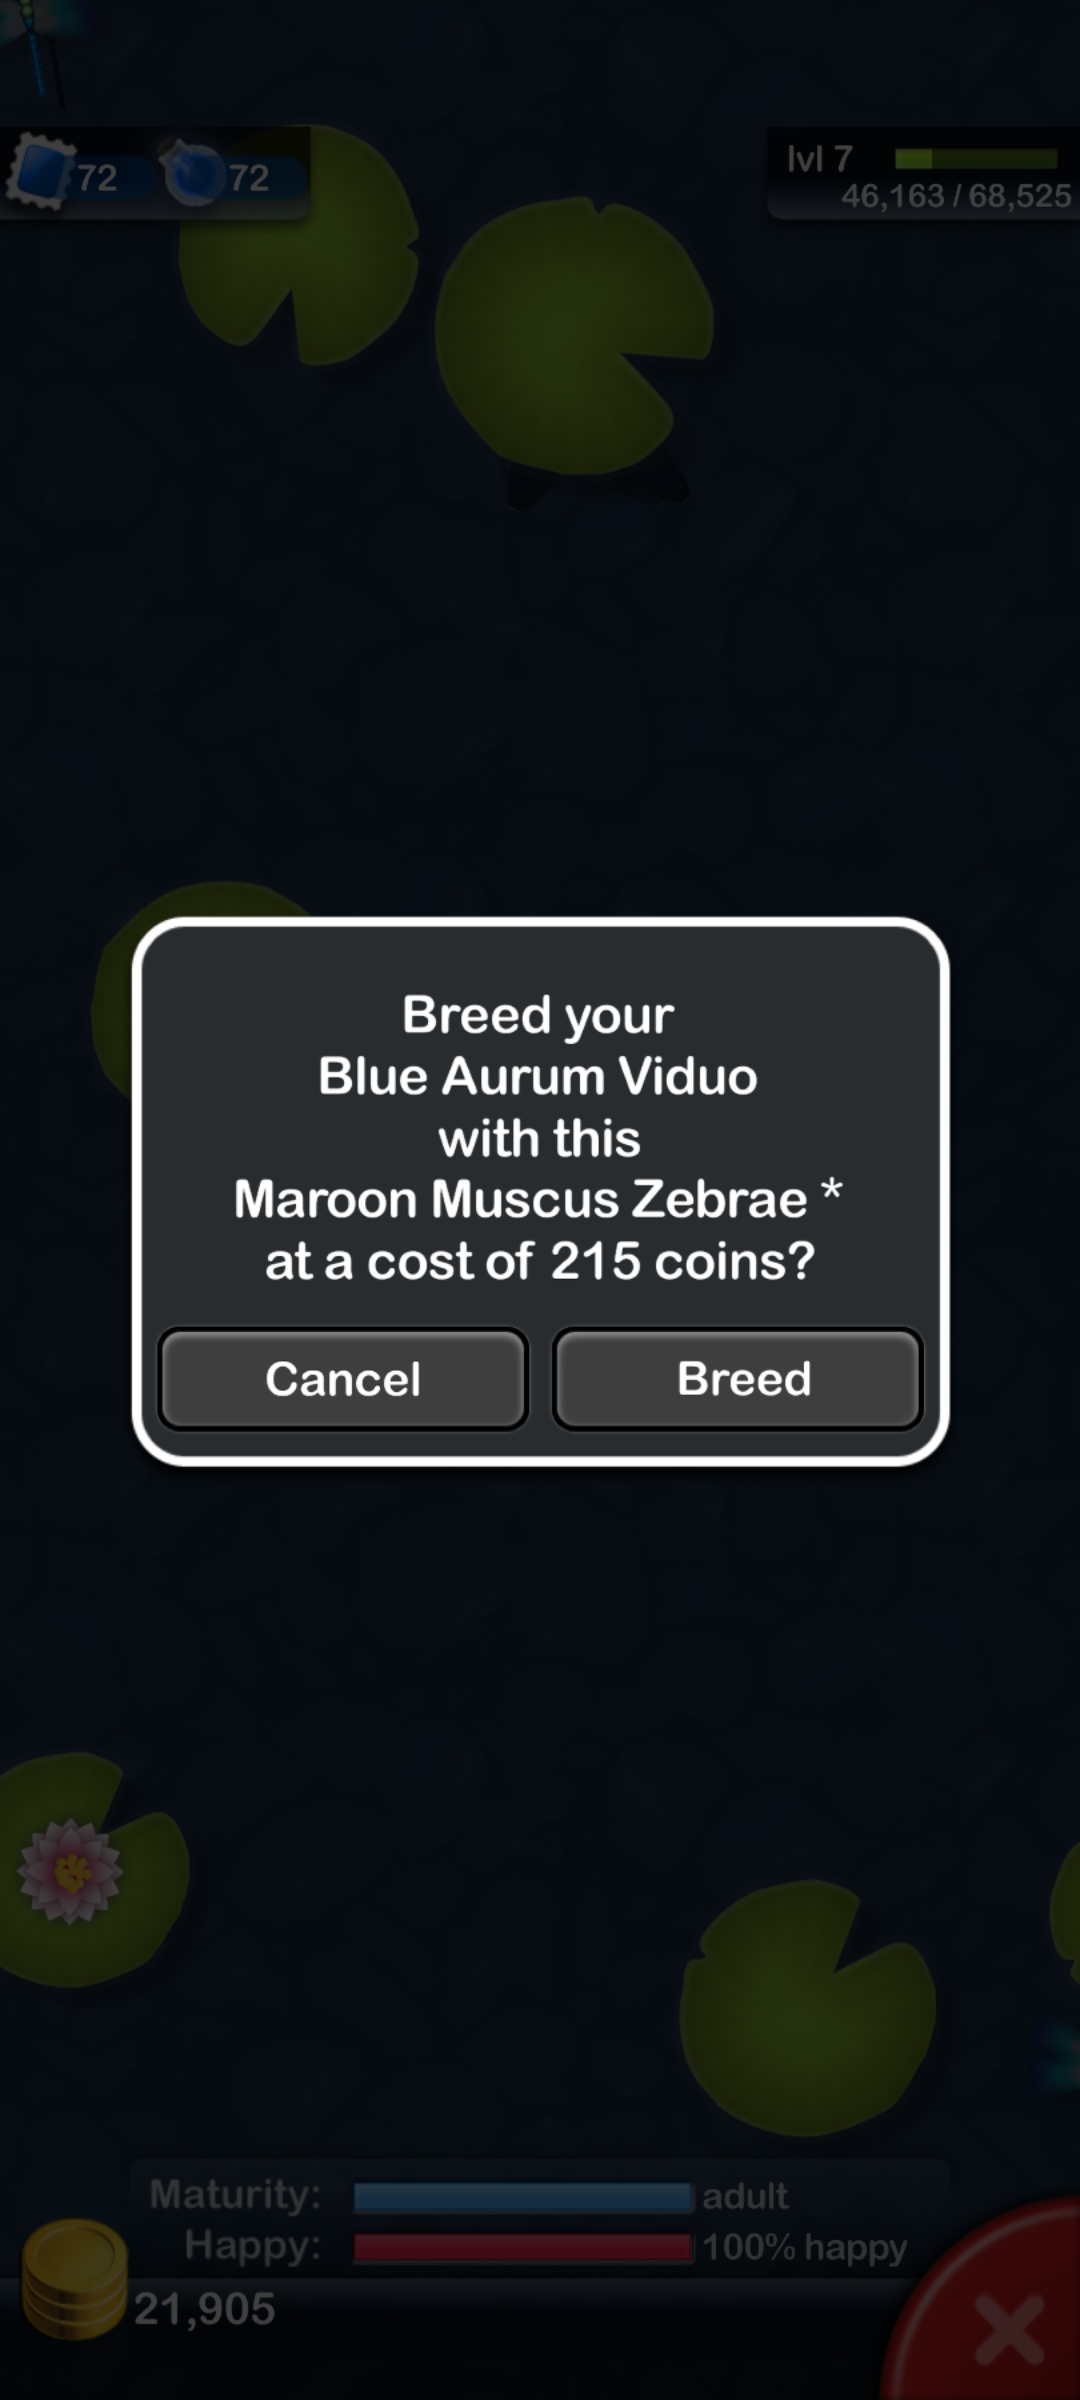 72 72
lvl 7
46,163 / 68,525
Breed your
Blue Aurum Viduo
with this
Maroon Muscus Zebrae *
at a cost of 215 coins?
Cancel Breed
Maturity: adult
Happy: 100% happy
21,905